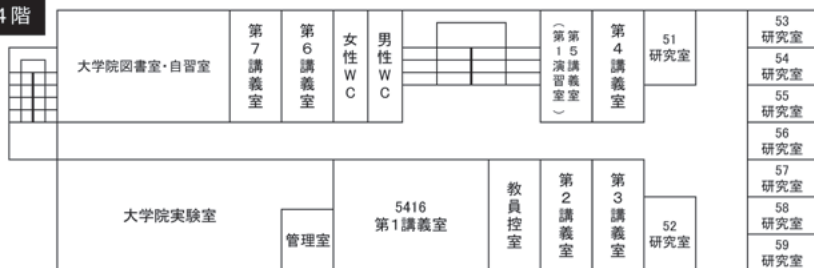 4階
大学院図書室・自習室
第7講義室
第6講義室
女性WC
男性WC
第5講義室
（第1演習室）
第4講義室
51
研究室
53
研究室
54
研究室
55
研究室
56
研究室
57
研究室
58
研究室
59
研究室
大学院実験室
管理室
5416
第1講義室
教員控室
第2講義室
第3講義室
52
研究室